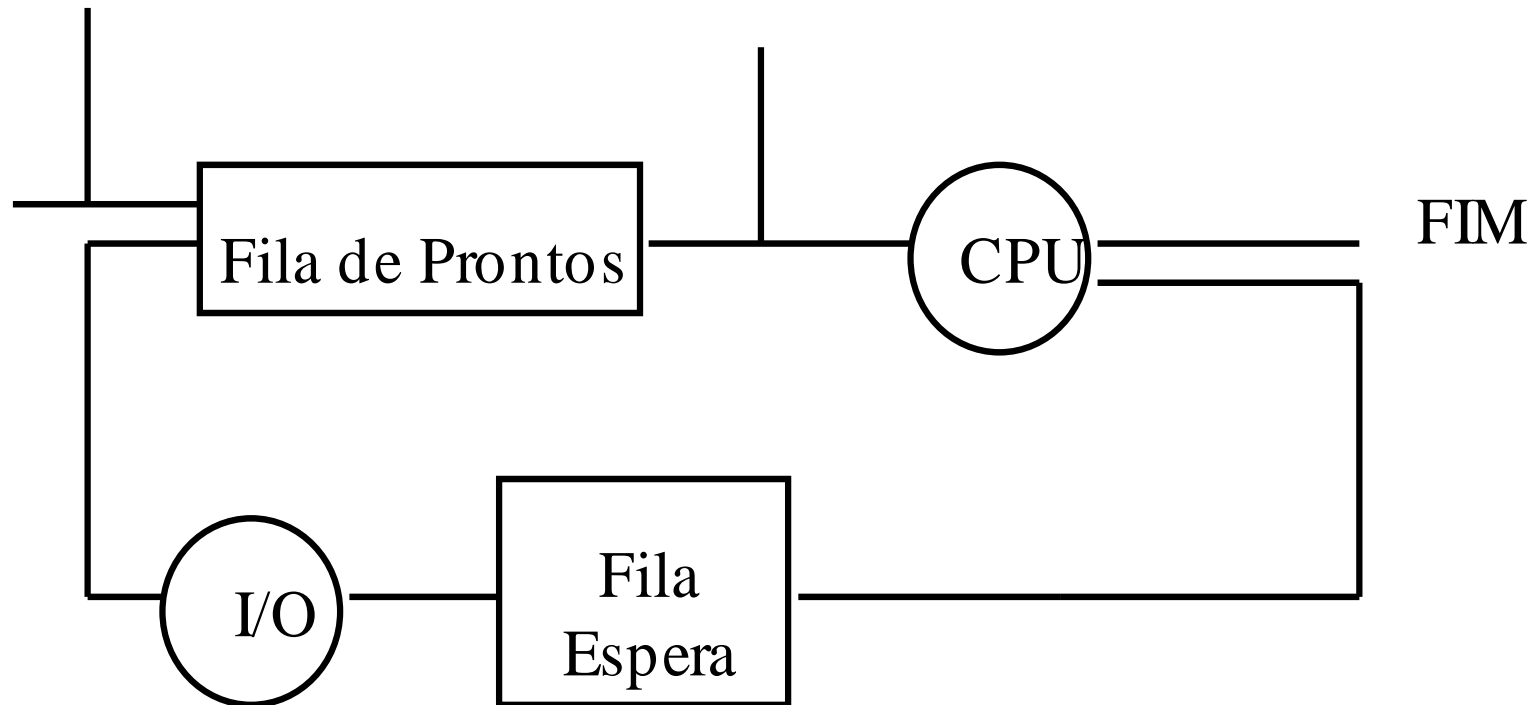 FIM
Fila de Prontos
CPU
Fila
Espera
I/O